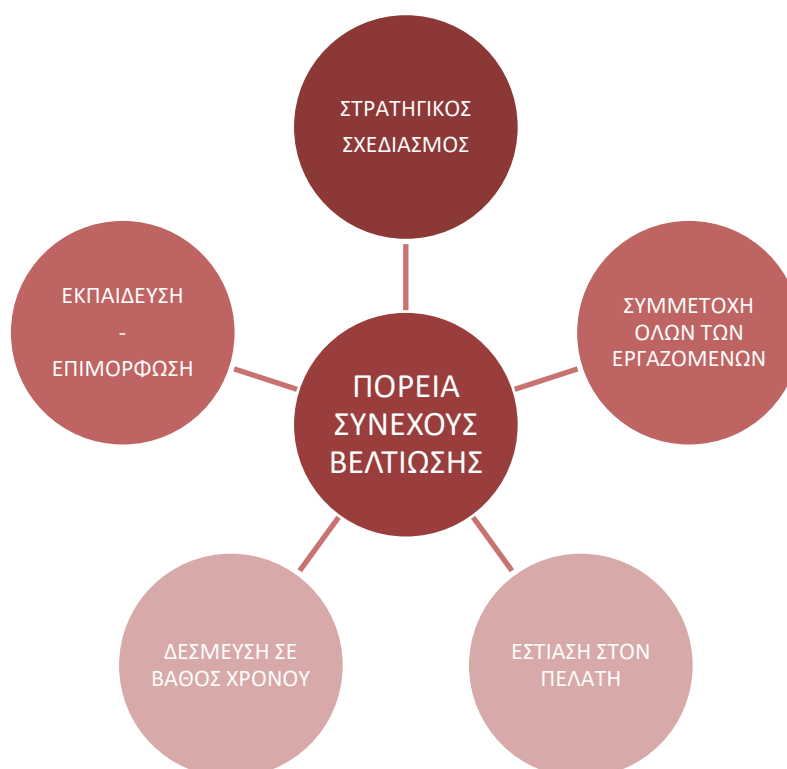 ΣΤΡΑΤΗΓΙΚΟΣ
ΣΧΕΔΙΑΣΜΟΣ
ΣΥΜΜΕΤΟΧΗ
ΟΛΩΝ ΤΩΝ
ΕΡΓΑΖΟΜΕΝΩΝ
ΕΣΤΙΑΣΗ ΣΤΟΝ
ΠΕΛΑΤΗ
ΔΕΣΜΕΥΣΗ ΣΕ
ΒΑΘΟΣ ΧΡΟΝΟΥ
ΕΚΠΑΙΔΕΥΣΗ
-
ΕΠΙΜΟΡΦΩΣΗ
ΠΟΡΕΙΑ
ΣΥΝΕΧΟΥΣ
ΒΕΛΤΙΩΣΗΣ